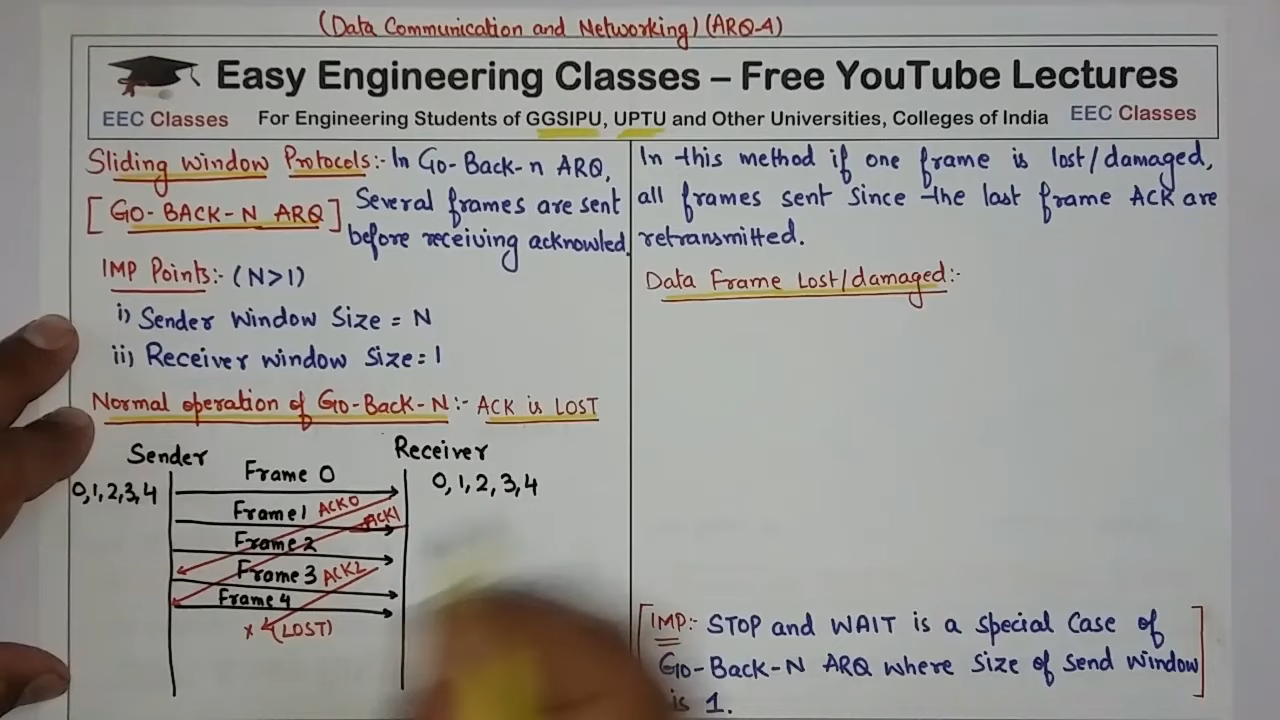 (Data Communication and Networking) (ARQ-4)
Easy Engineering Classes – Free YouTube Lectures
EEC Classes For Engineering Students of GGSIPU, UPTU and Other Universities, Colleges of India EEC Classes
Sliding window Protocols:- In Go-Back-n ARQ,
[GO-BACK-N ARQ] Several frames are sent
before receiving acknowled.
IMP Points:- (N>1)
i) Sender Window Size = N
ii) Receiver window Size = 1
Normal operation of Go-Back-N:- ACK is LOST
Sender Receiver
0,1,2,3,4 Frame 0 0,1,2,3,4
Frame 1 ACK0 ACK1
Frame 2
Frame 3 ACK2
Frame 4
x (LOST)
In this method if one frame is lost/damaged,
all frames sent Since the last frame ACK are
retransmitted.
Data Frame Lost/damaged:-
[IMP:- STOP and WAIT is a Special Case of
Go-Back-N ARQ where Size of Send window
is 1.]